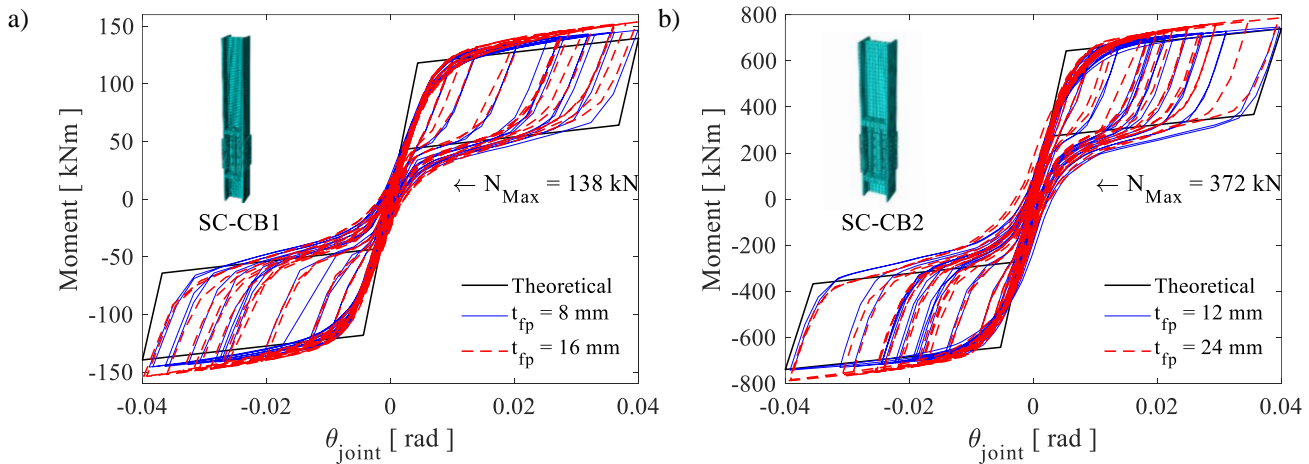 a)
150
100
50
0
-50
-100
-150
Moment [ kNm ]
SC-CB1
← N_Max = 138 kN
Theoretical
t_fp = 8 mm
t_fp = 16 mm
-0.04
-0.02
0
0.02
0.04
θ_joint [ rad ]
b)
800
600
400
200
0
-200
-400
-600
-800
Moment [ kNm ]
SC-CB2
← N_Max = 372 kN
Theoretical
t_fp = 12 mm
t_fp = 24 mm
-0.04
-0.02
0
0.02
0.04
θ_joint [ rad ]